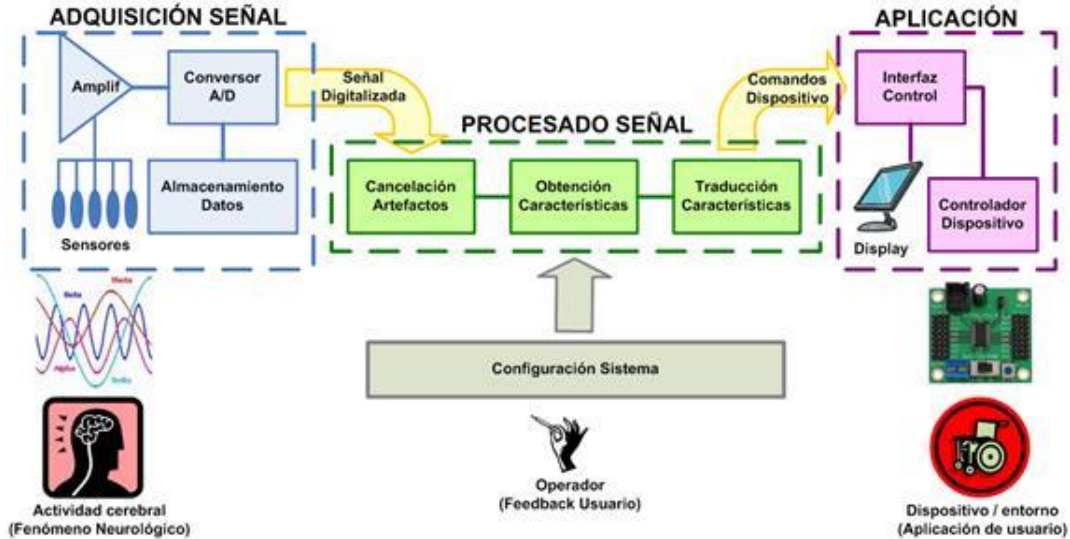 ADQUISICIÓN SEÑAL
Amplif
Conversor
A/D
Almacenamiento
Datos
Sensores
Señal
Digitalizada
PROCESADO SEÑAL
Cancelación
Artefactos
Obtención
Características
Traducción
Características
Comandos
Dispositivo
APLICACIÓN
Interfaz
Control
Display
Controlador
Dispositivo
Beta
Alpha
Configuración Sistema
Actividad cerebral
(Fenómeno Neurológico)
Operador
(Feedback Usuario)
Dispositivo / entorno
(Aplicación de usuario)